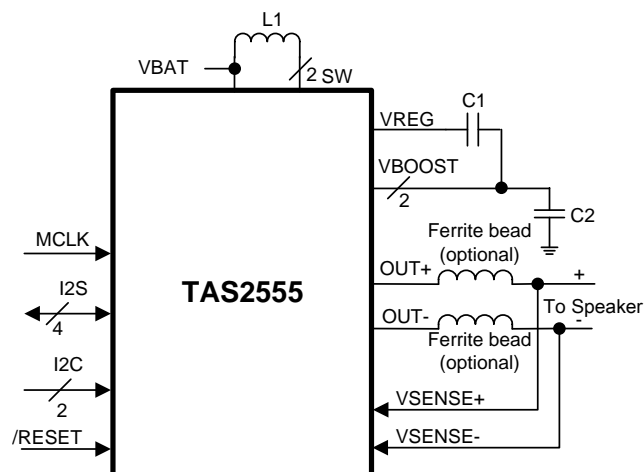 L1
VBAT
2 SW
C1
VREG
VBOOST
2
C2
Ferrite bead
(optional)
MCLK
OUT+
+
TAS2555
To Speaker
I2S
4
OUT-
-
Ferrite bead
(optional)
I2C
2
VSENSE+
/RESET
VSENSE-